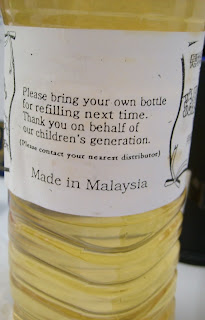 Please bring your own bottle
for refilling next time.
Thank you on behalf of
our children's generation.
(Please contact your nearest distributor)
Made in Malaysia